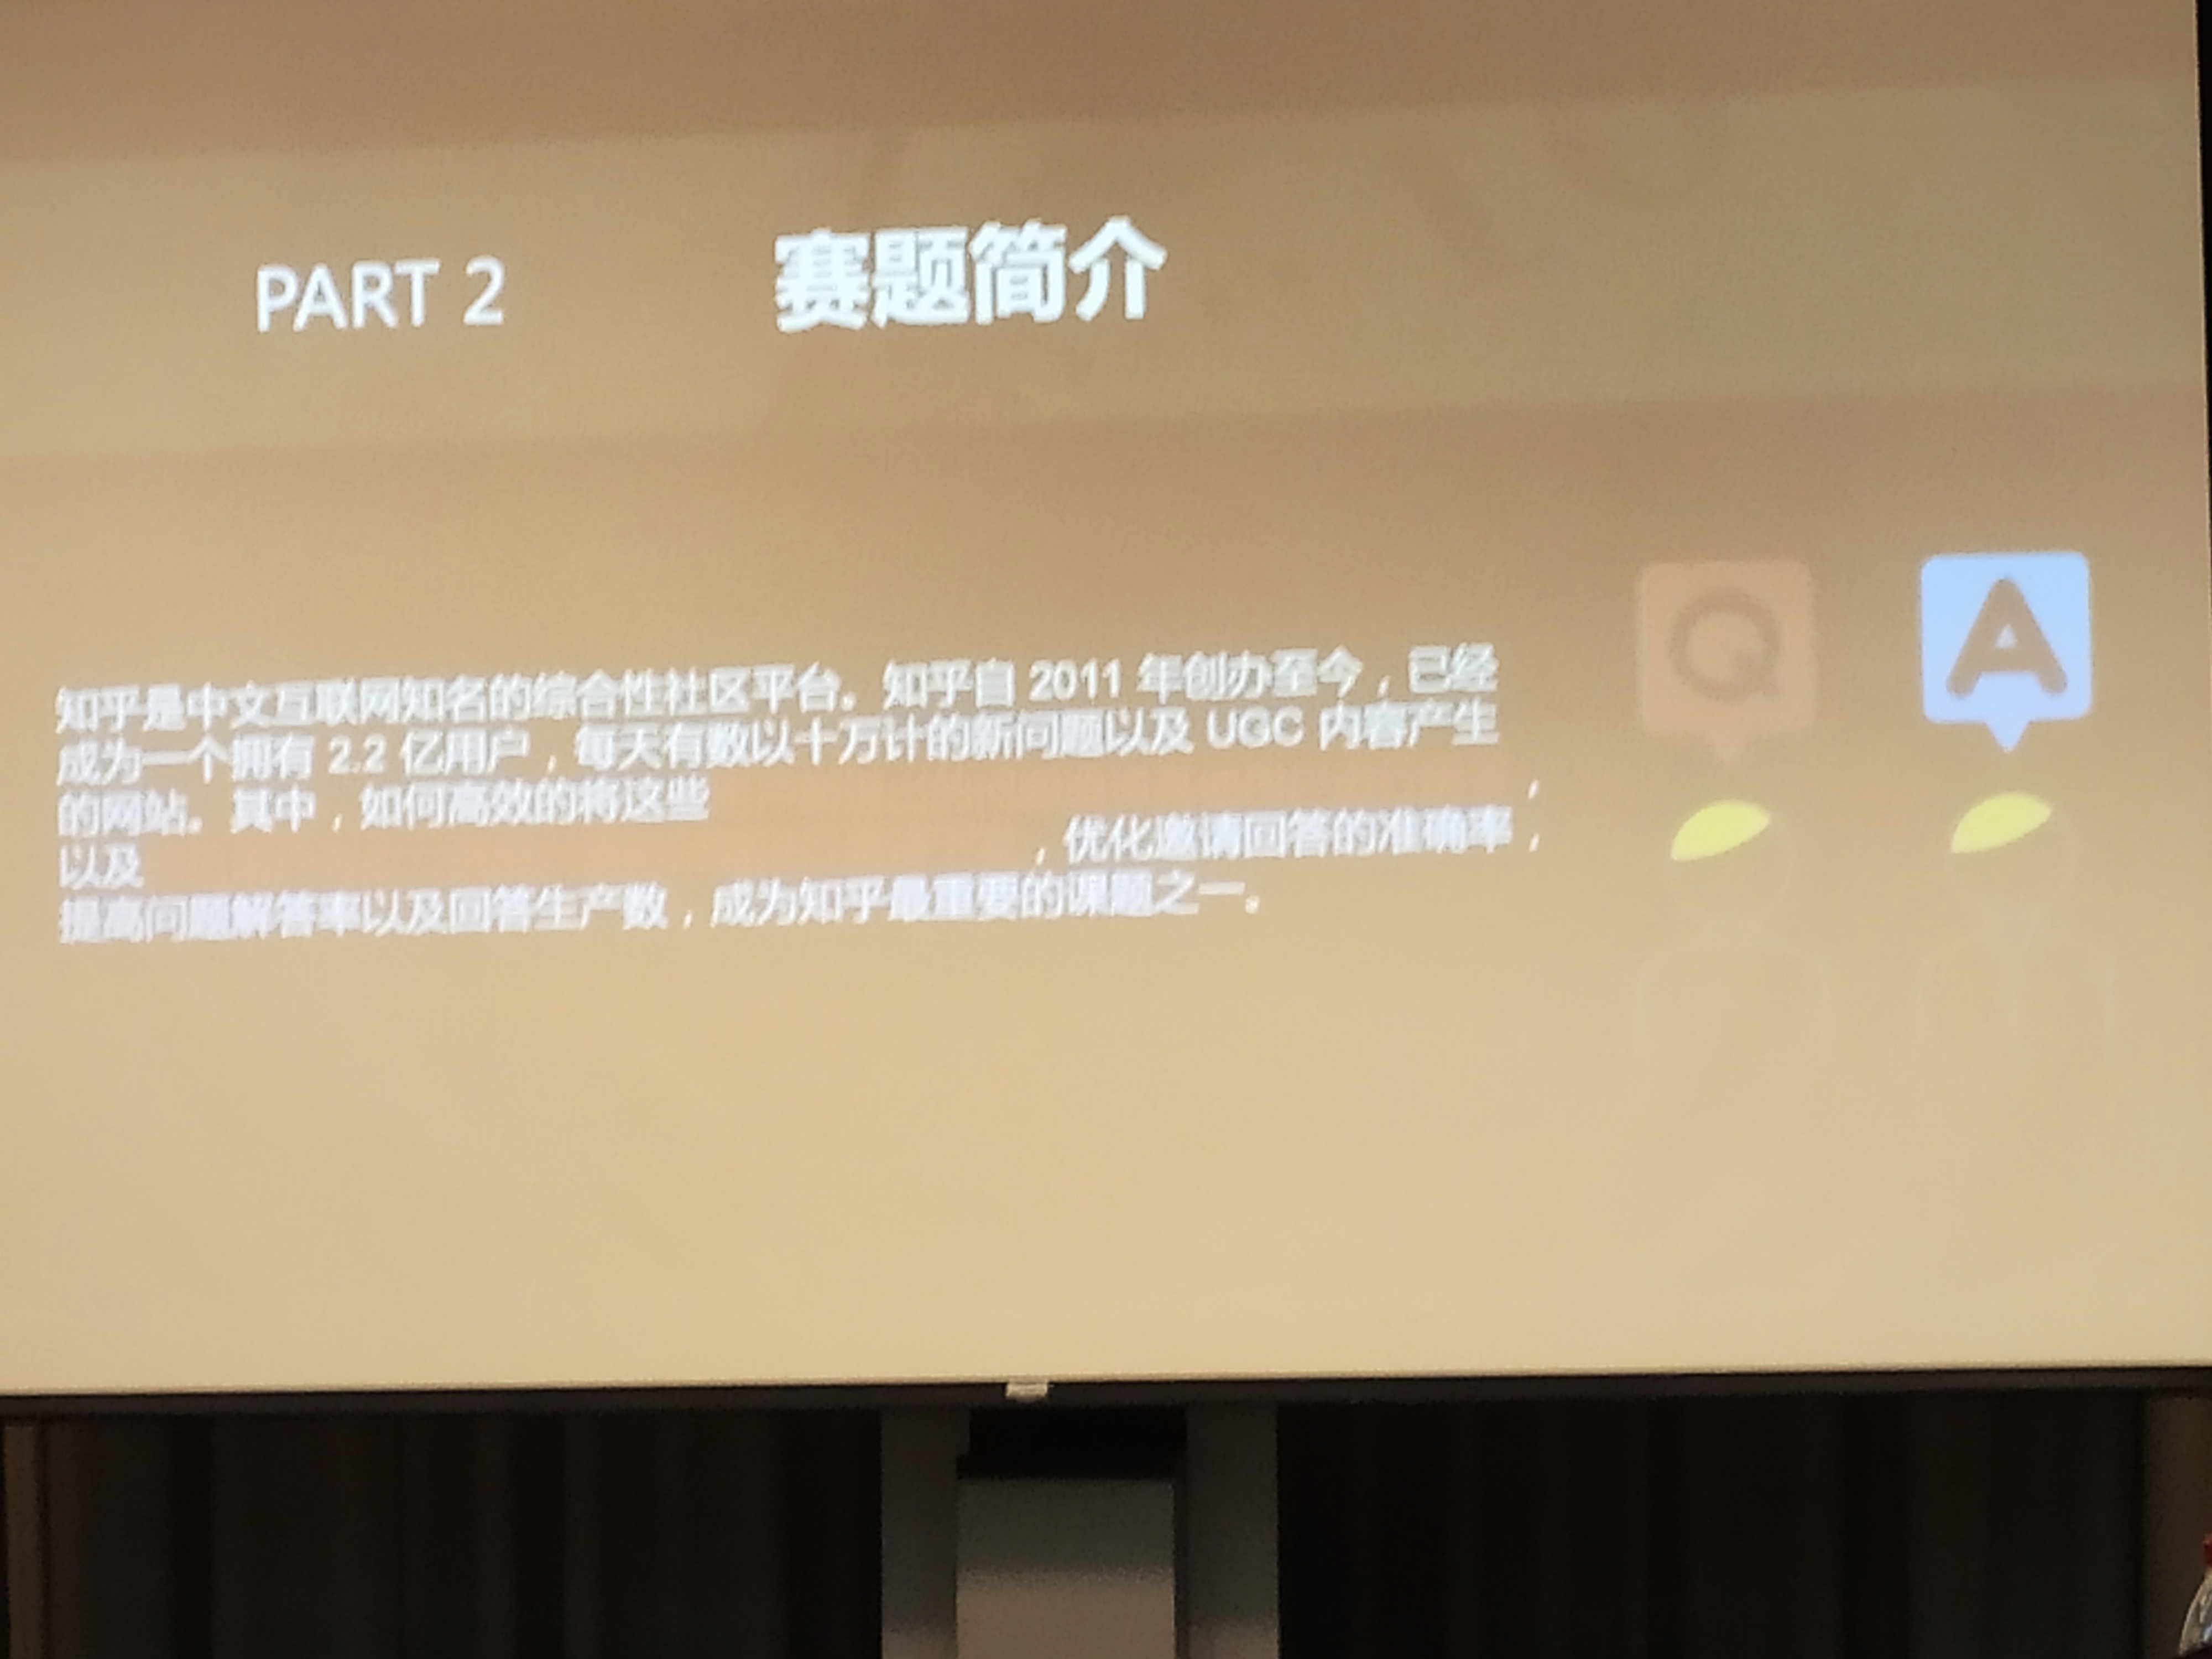 PART 2
赛题简介
知乎是中文互联网知名的综合性社区平台。知乎自 2011 年创办至今，已经
成为一个拥有 2.2 亿用户，每天有数以十万计的新问题以及 UGC 内容产生
的网站。其中，如何高效的将这些
，
以及
，优化邀请回答的准确率，
提高问题解答率以及回答生产数，成为知乎最重要的课题之一。
Q
A